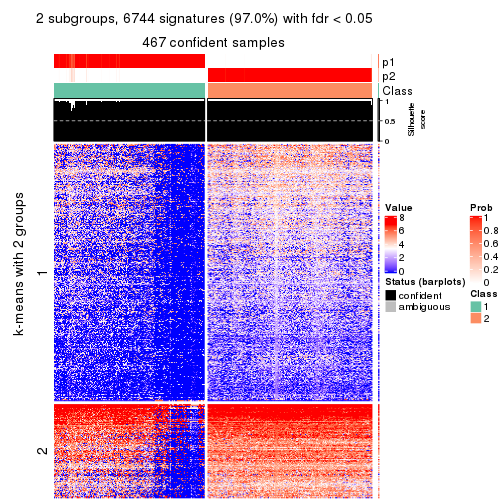 2 subgroups, 6744 signatures (97.0%) with fdr < 0.05
467 confident samples
p1
p2
Class
1
0.5
0
Silhouette
score
k-means with 2 groups
1
2
Value
8
6
4
2
0
Status (barplots)
confident
ambiguous
Prob
1
0.8
0.6
0.4
0.2
0
Class
1
2